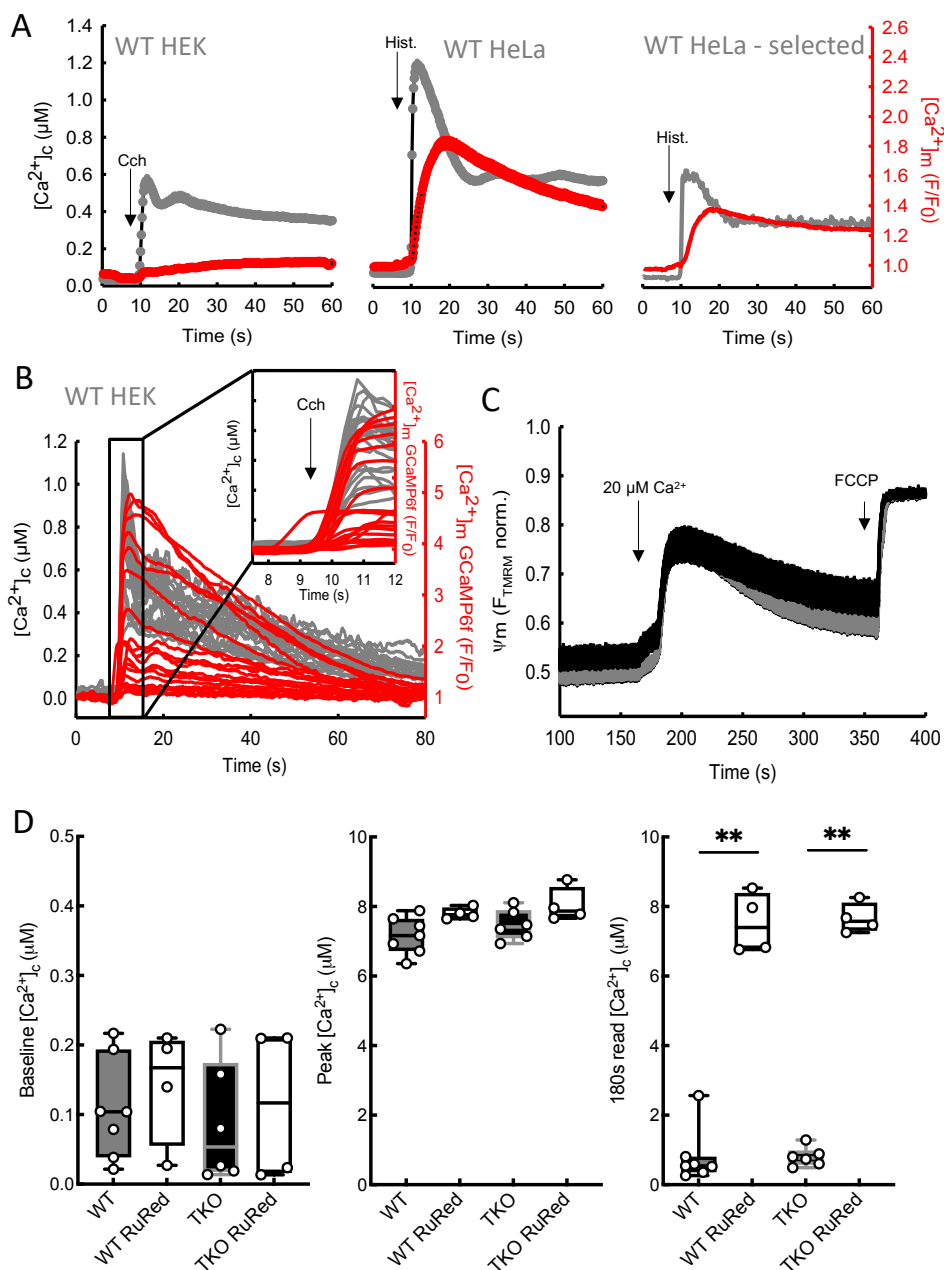 A
WT HEK
WT HeLa
WT HeLa - selected
[Ca²⁺]c (µM)
1.4
1.2
1.0
0.8
0.6
0.4
0.2
0.0
Cch
Hist.
Hist.
2.6
2.4
2.2
2.0
1.8
1.6
1.4
1.2
1.0
[Ca²⁺]m (F/F0)
0 10 20 30 40 50 60
0 10 20 30 40 50 60
0 10 20 30 40 50 60
Time (s)
Time (s)
Time (s)
B
WT HEK
[Ca²⁺]c (µM)
1.2
1.0
0.8
0.6
0.4
0.2
0.0
Cch
[Ca²⁺]c (µM)
[Ca²⁺]m GCaMP6f (F/F0)
8 9 10 11 12
Time (s)
6
5
4
3
2
1
[Ca²⁺]m GCaMP6f (F/F0)
0 20 40 60 80
Time (s)
C
Ψm (FTMRM norm.)
0.9
0.8
0.7
0.6
0.5
20 µM Ca²⁺
FCCP
100 150 200 250 300 350 400
Time (s)
D
Baseline [Ca²⁺]c (µM)
0.5
0.4
0.3
0.2
0.1
0.0
WT
WT RuRed
TKO
TKO RuRed
Peak [Ca²⁺]c (µM)
10
8
6
4
2
0
WT
WT RuRed
TKO
TKO RuRed
180s read [Ca²⁺]c (µM)
10
8
6
4
2
0
**
**
WT
WT RuRed
TKO
TKO RuRed